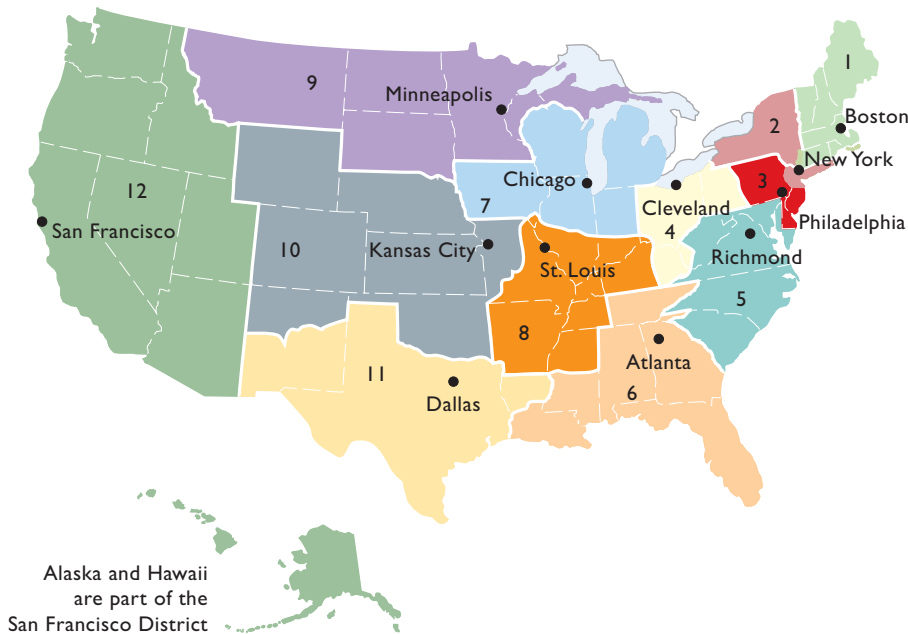 1
9
Minneapolis
2
Boston
New York
Chicago
3
12
7
Cleveland
Philadelphia
4
San Francisco
10
Kansas City
St. Louis
Richmond
5
8
Atlanta
11
6
Dallas
Alaska and Hawaii
are part of the
San Francisco District